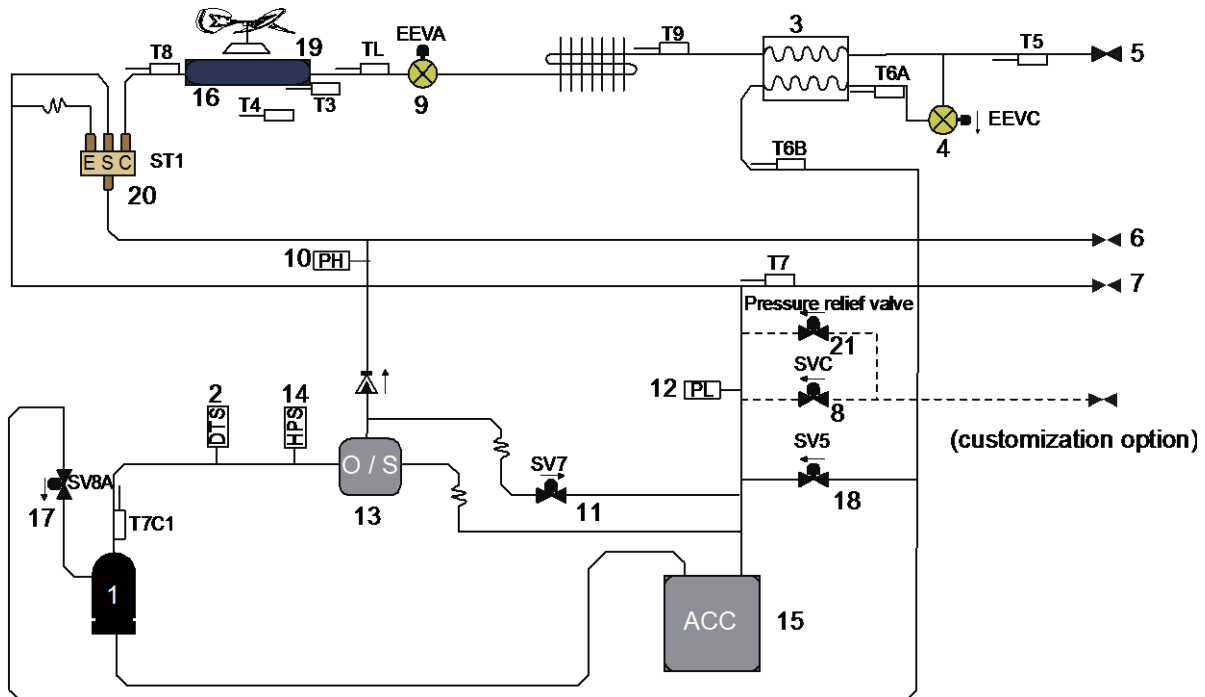 EEVA
3
T8
19
TL
T9
T5
5
16
T4
T3
9
T6A
EEVC
4
E S C
ST1
T6B
20
6
10 PH
T7
7
Pressure relief valve
21
SVC
12 PL
8
(customization option)
2
14
DTS
HPS
SV5
SV8A
O / S
SV7
18
17
T7C1
13
11
1
ACC
15